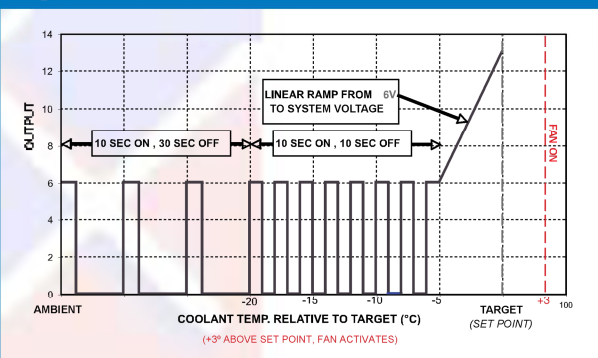 14
12
10
8
6
4
2
0
OUTPUT
LINEAR RAMP FROM 6V
TO SYSTEM VOLTAGE
10 SEC ON , 30 SEC OFF
10 SEC ON , 10 SEC OFF
FAN ON
AMBIENT
-20
-15
-10
-5
TARGET
(SET POINT)
+3
100
COOLANT TEMP. RELATIVE TO TARGET (°C)
(+3º ABOVE SET POINT, FAN ACTIVATES)